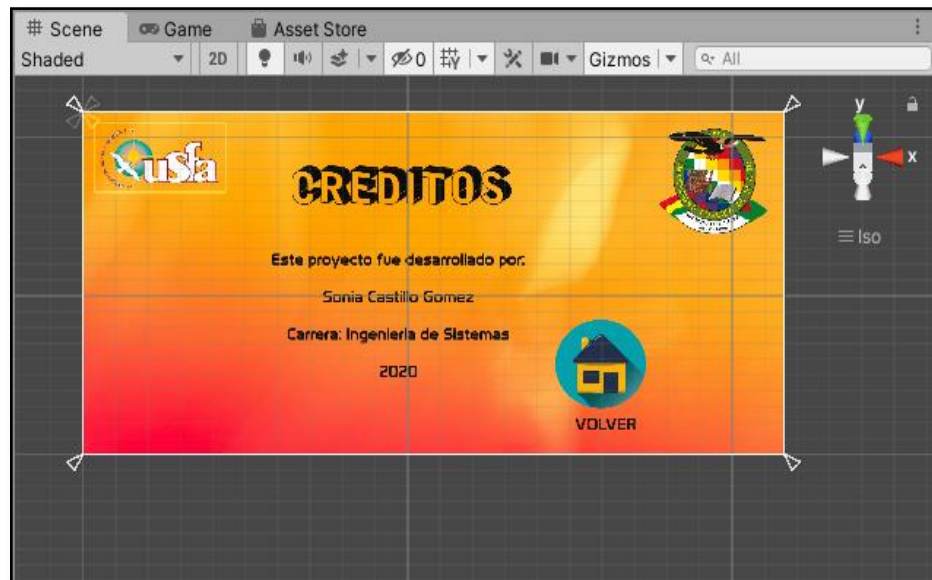 Scene Game Asset Store
Shaded 2D 0 Gizmos All
y
x
Iso
usfa
CREDITOS
Este proyecto fue desarrollado por:
Sonia Castillo Gomez
Carrera: Ingenieria de Sistemas
2020
VOLVER